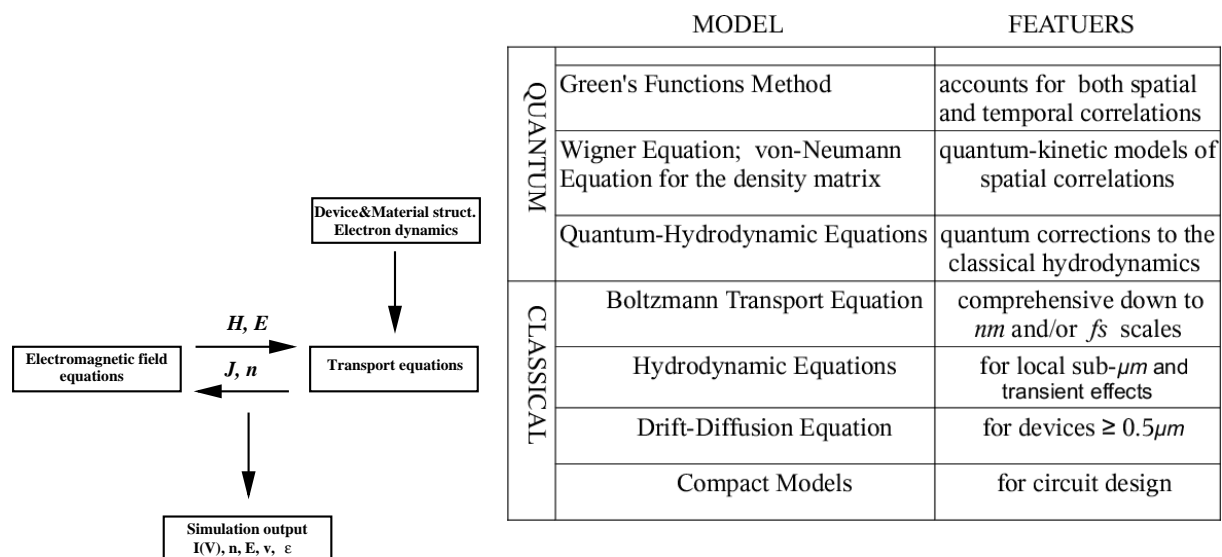 Device&Material struct.
Electron dynamics
H, E
Electromagnetic field
equations
J, n
Transport equations
Simulation output
I(V), n, E, v, ε
MODEL
FEATUERS
QUANTUM
Green's Functions Method
accounts for both spatial
and temporal correlations
Wigner Equation; von-Neumann
Equation for the density matrix
quantum-kinetic models of
spatial correlations
Quantum-Hydrodynamic Equations
quantum corrections to the
classical hydrodynamics
CLASSICAL
Boltzmann Transport Equation
comprehensive down to
nm and/or fs scales
Hydrodynamic Equations
for local sub-μm and
transient effects
Drift-Diffusion Equation
for devices ≥ 0.5μm
Compact Models
for circuit design